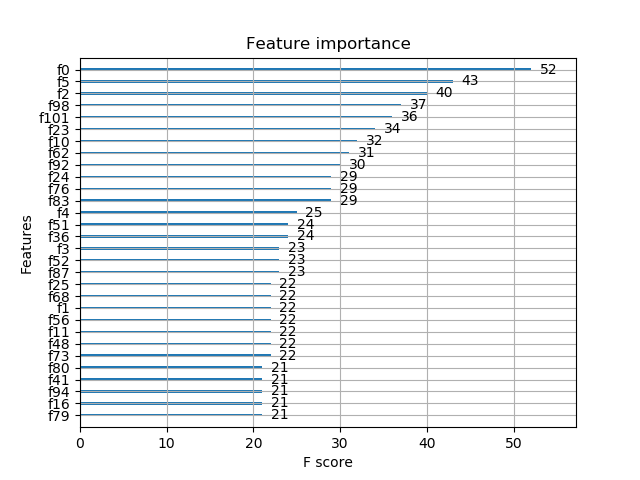 Feature importance
f0 52
f5 43
f2 40
f98 37
f101 36
f23 34
f10 32
f62 31
f92 30
f24 29
f76 29
f83 29
f4 25
f51 24
f36 24
f3 23
f52 23
f87 23
f25 22
f68 22
f1 22
f56 22
f11 22
f48 22
f73 22
f80 21
f41 21
f94 21
f16 21
f79 21
Features
0 10 20 30 40 50
F score